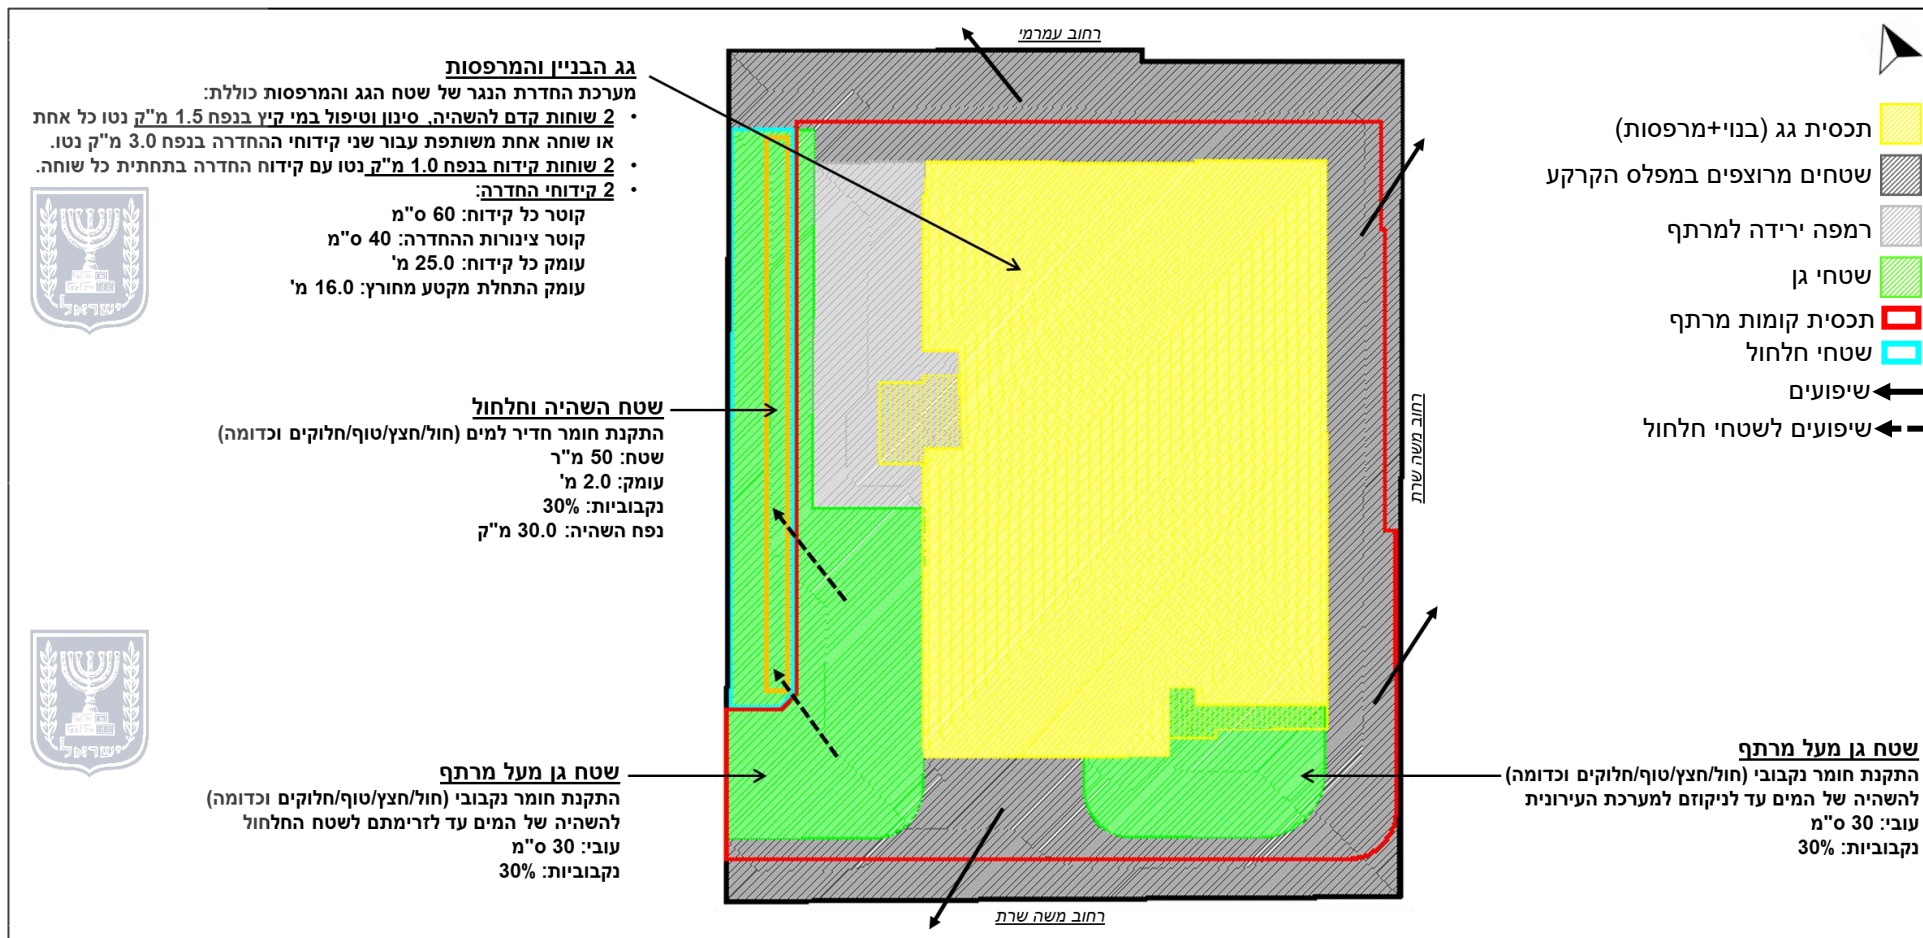 רחוב עמרמי
תכסית גג (בנוי+מרפסות)
שטחים מרוצפים במפלס הקרקע
רמפה ירידה למרתף
שטחי גן
תכסית קומות מרתף
שטחי חלחול
שיפועים
שיפועים לשטחי חלחול
גג הבניין והמרפסות
מערכת החדרת הנגר של שטח הגג והמרפסות כוללת:
• 2 שוחות קדם להשהיה, סינון וטיפול במי קיץ בנפח 1.5 מ"ק נטו כל אחת
או שוחה אחת משותפת עבור שני קידוחי ההחדרה בנפח 3.0 מ"ק נטו.
• 2 שוחות קידוח בנפח 1.0 מ"ק נטו עם קידוח החדרה בתחתית כל שוחה.
• 2 קידוחי החדרה:
קוטר כל קידוח: 60 ס"מ
קוטר צינורות ההחדרה: 40 ס"מ
עומק כל קידוח: 25.0 מ'
עומק התחלת מקטע מחורץ: 16.0 מ'
ישראל
שטח השהיה וחלחול
התקנת חומר חדיר למים (חול/חצץ/טוף/חלוקים וכדומה)
שטח: 50 מ"ר
עומק: 2.0 מ'
נקבוביות: 30%
נפח השהיה: 30.0 מ"ק
רחוב משה שרת
ישראל
שטח גן מעל מרתף
התקנת חומר נקבובי (חול/חצץ/טוף/חלוקים וכדומה)
להשהיה של המים עד לזרימתם לשטח החלחול
עובי: 30 ס"מ
נקבוביות: 30%
שטח גן מעל מרתף
התקנת חומר נקבובי (חול/חצץ/טוף/חלוקים וכדומה)
להשהיה של המים עד לניקוזם למערכת העירונית
עובי: 30 ס"מ
נקבוביות: 30%
רחוב משה שרת